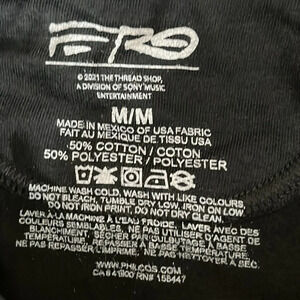 © 2021 THE THREAD SHOP,
A DIVISION OF SONY MUSIC
ENTERTAINMENT
M/M
MADE IN MEXICO OF USA FABRIC
FAIT AU MEXIQUE DE TISSU USA
50% COTTON / COTON
50% POLYESTER / POLYESTER
MACHINE WASH COLD, WASH WITH LIKE COLOURS,
DO NOT BLEACH, TUMBLE DRY LOW, IRON ON LOW
DO NOT IRON PRINT, DO NOT DRY CLEAN.
LAVER À LA MACHINE À L'EAU FROIDE, LAVER AVEC DES
COULEURS SEMBLABLES, NE PAS UTILISER D'AGENT DE
BLANCHIMENT, SÉCHER PAR CULBUTAGE À BASSE
TEMPÉRATURE, REPASSER À BASSE TEMPÉRATURE
NE PAS REPASSER L'IMPRIMÉ, NE PAS NETTOYER À SEC.
WWW.PHILCOS.COM
RN# 158447